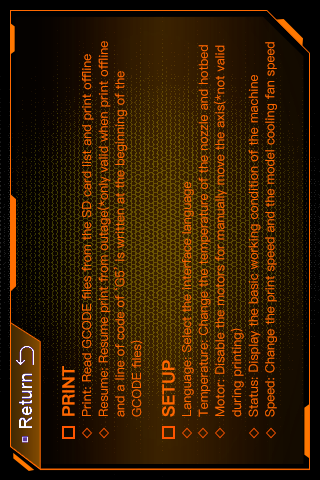 Return
PRINT
Print: Read GCODE files from the SD card list and print offline
Resume: Resume print from outage(*only valid when print offline
and a line of code of "G5" is written at the beginning of the
GCODE files)
SETUP
Language: Select the interface language
Temperature: Change the temperature of the nozzle and hotbed
Motor: Disable the motors for manually move the axis(*not valid
during printing)
Status: Display the basic working condition of the machine
Speed: Change the print speed and the model cooling fan speed